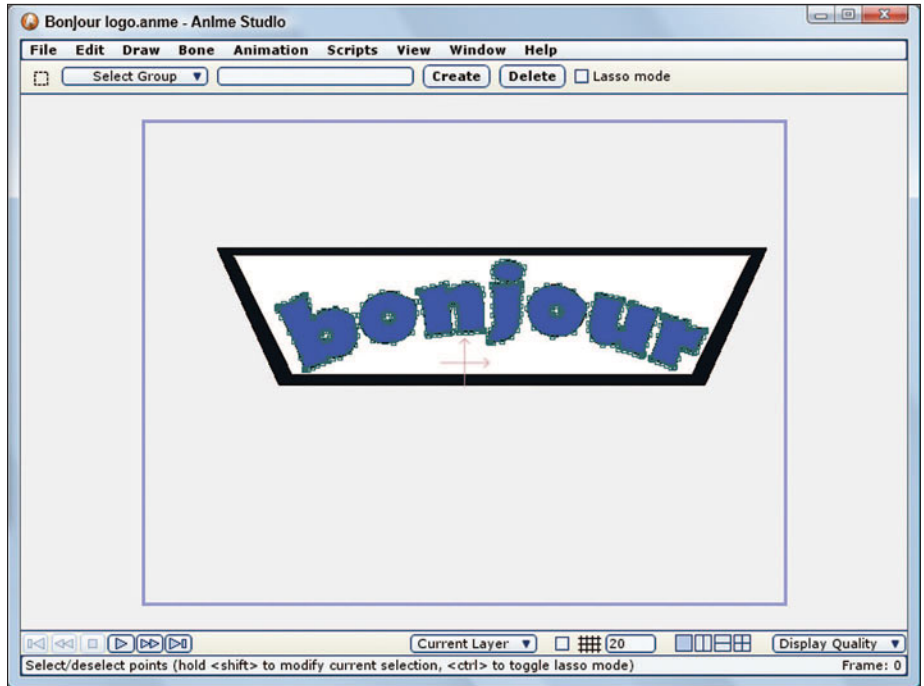 Bonjour logo.anme - AnIme Studio
File Edit Draw Bone Animation Scripts View Window Help
Select Group Create Delete Lasso mode
bonjour
Current Layer 20 Display Quality
Select/deselect points (hold <shift> to modify current selection, <ctrl> to toggle lasso mode) Frame: 0